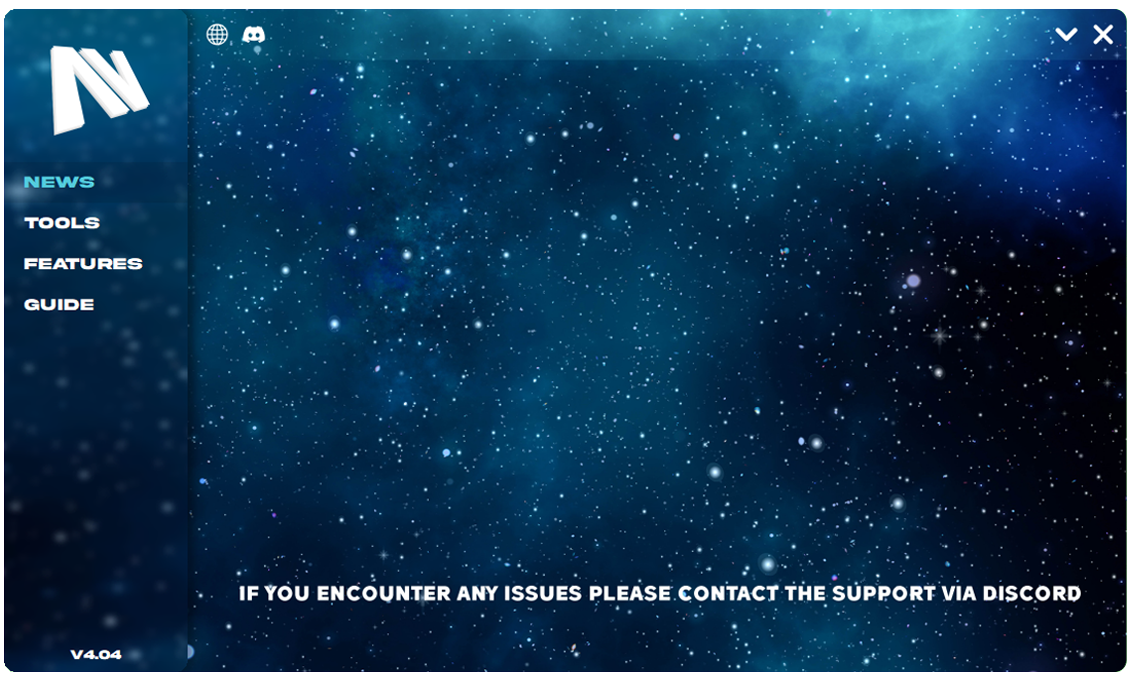 NEWS
TOOLS
FEATURES
GUIDE
IF YOU ENCOUNTER ANY ISSUES PLEASE CONTACT THE SUPPORT VIA DISCORD
V4.04